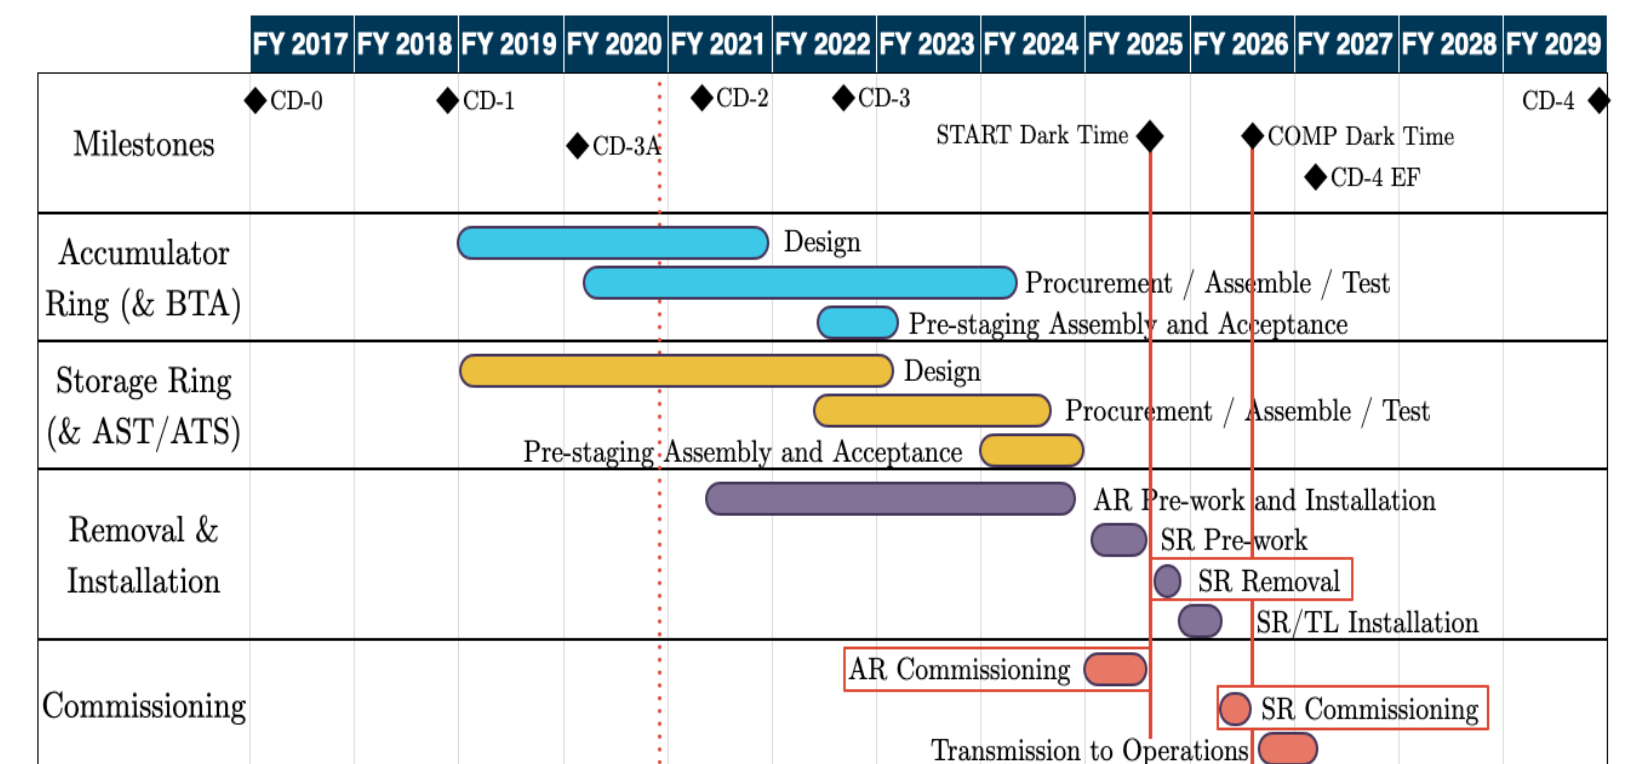 FY 2017 FY 2018 FY 2019 FY 2020 FY 2021 FY 2022 FY 2023 FY 2024 FY 2025 FY 2026 FY 2027 FY 2028 FY 2029
Milestones
CD-0 CD-1 CD-2 CD-3 CD-4
START Dark Time COMP Dark Time
CD-3A
CD-4 EF
Accumulator
Ring (& BTA)
Design
Procurement / Assemble / Test
Pre-staging Assembly and Acceptance
Storage Ring
(& AST/ATS)
Design
Procurement / Assemble / Test
Pre-staging Assembly and Acceptance
Removal &
Installation
AR Pre-work and Installation
SR Pre-work
SR Removal
SR/TL Installation
Commissioning
AR Commissioning
SR Commissioning
Transmission to Operations